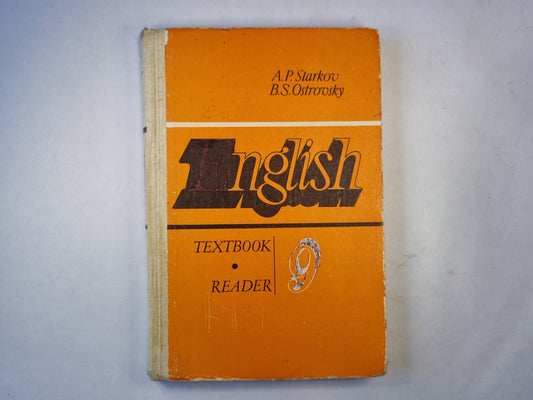 A.P. Starkov
B.S. Ostrovsky
English
TEXTBOOK
•
READER
9